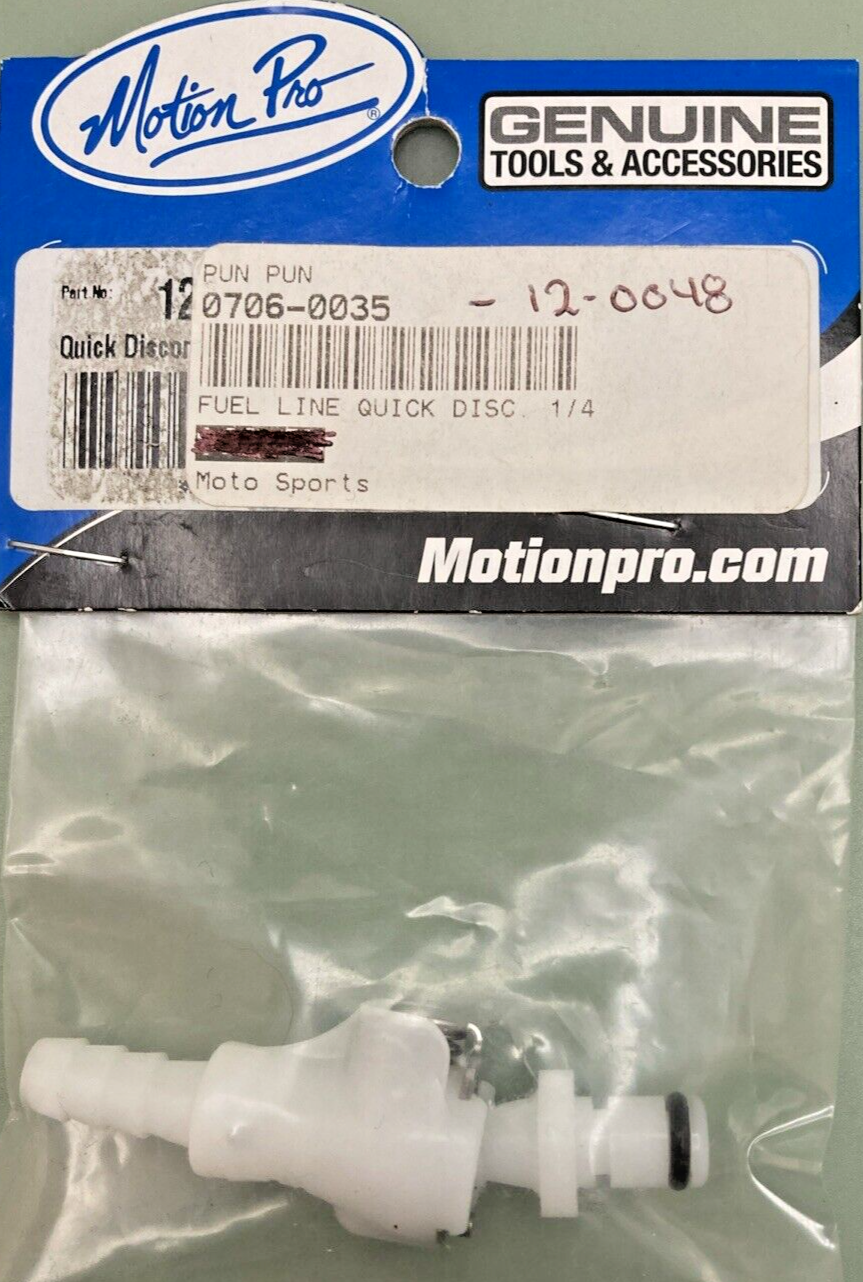 Motion Pro®
GENUINE
TOOLS & ACCESSORIES
Part No: 12
Quick Discon
PUN PUN
0706-0035 - 12-0048
FUEL LINE QUICK DISC. 1/4
Moto Sports
Motionpro.com